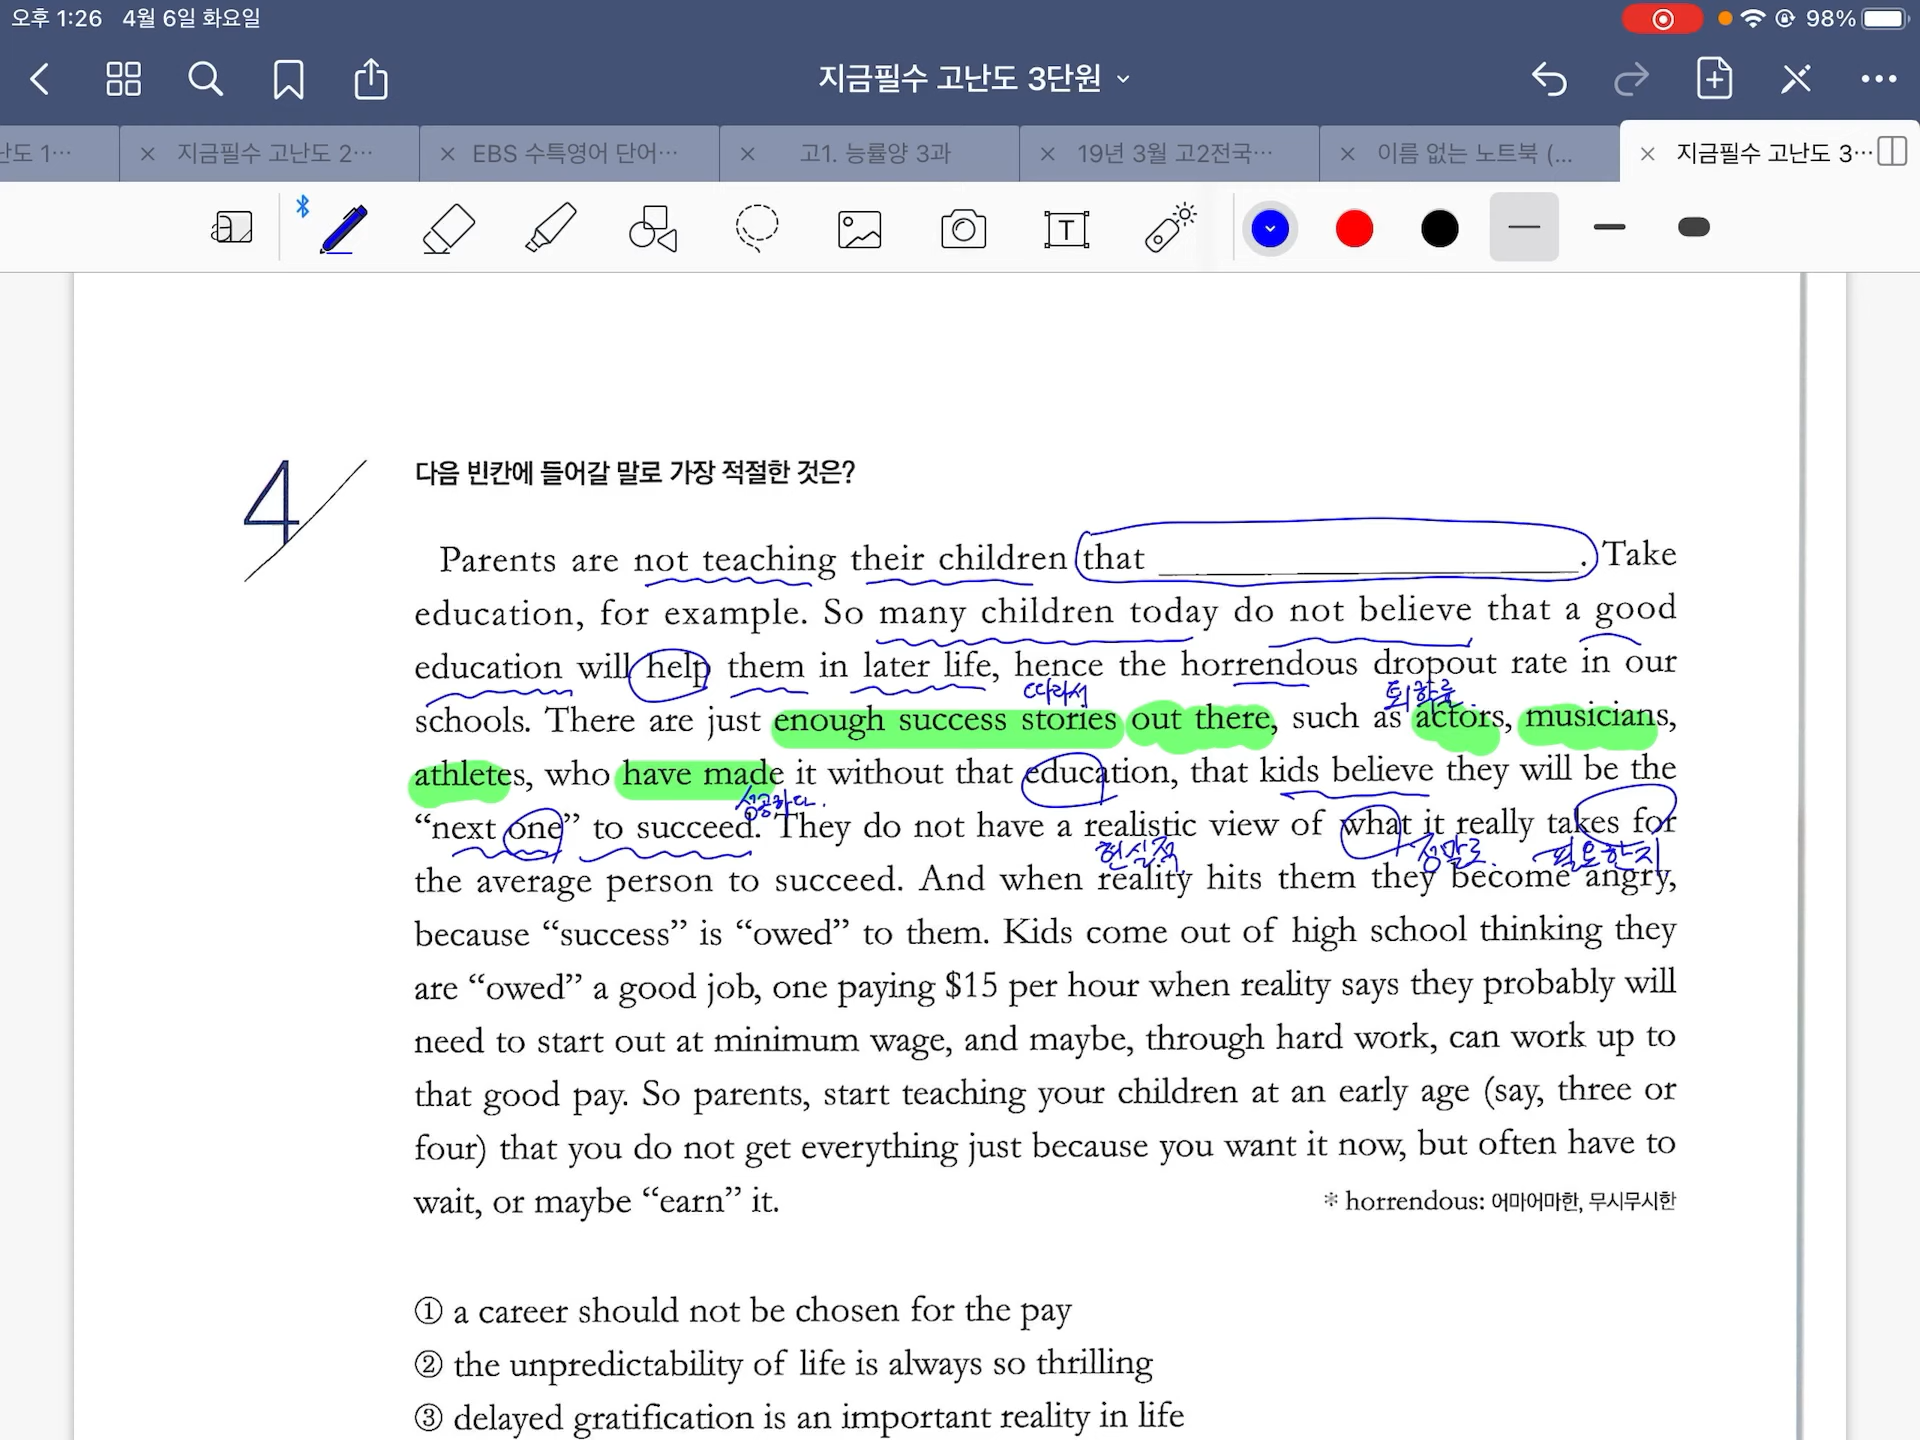 오후 1:26 4월 6일 화요일 98%
지금필수 고난도 3단원
난도 1… 지금필수 고난도 2… EBS 수특영어 단어… 고1. 능률양 3과 19년 3월 고2전국… 이름 없는 노트북 (... 지금필수 고난도 3…
4
다음 빈칸에 들어갈 말로 가장 적절한 것은?
Parents are not teaching their children that ____________________. Take
education, for example. So many children today do not believe that a good
education will help them in later life, hence the horrendous dropout rate in our
따라서 퇴학률.
schools. There are just enough success stories out there, such as actors, musicians,
athletes, who have made it without that education, that kids believe they will be the
성공하다.
“next one” to succeed. They do not have a realistic view of what it really takes for
현실적 정말로. 필요한지
the average person to succeed. And when reality hits them they become angry,
because “success” is “owed” to them. Kids come out of high school thinking they
are “owed” a good job, one paying $15 per hour when reality says they probably will
need to start out at minimum wage, and maybe, through hard work, can work up to
that good pay. So parents, start teaching your children at an early age (say, three or
four) that you do not get everything just because you want it now, but often have to
wait, or maybe “earn” it.
* horrendous: 어마어마한, 무시무시한
① a career should not be chosen for the pay
② the unpredictability of life is always so thrilling
③ delayed gratification is an important reality in life